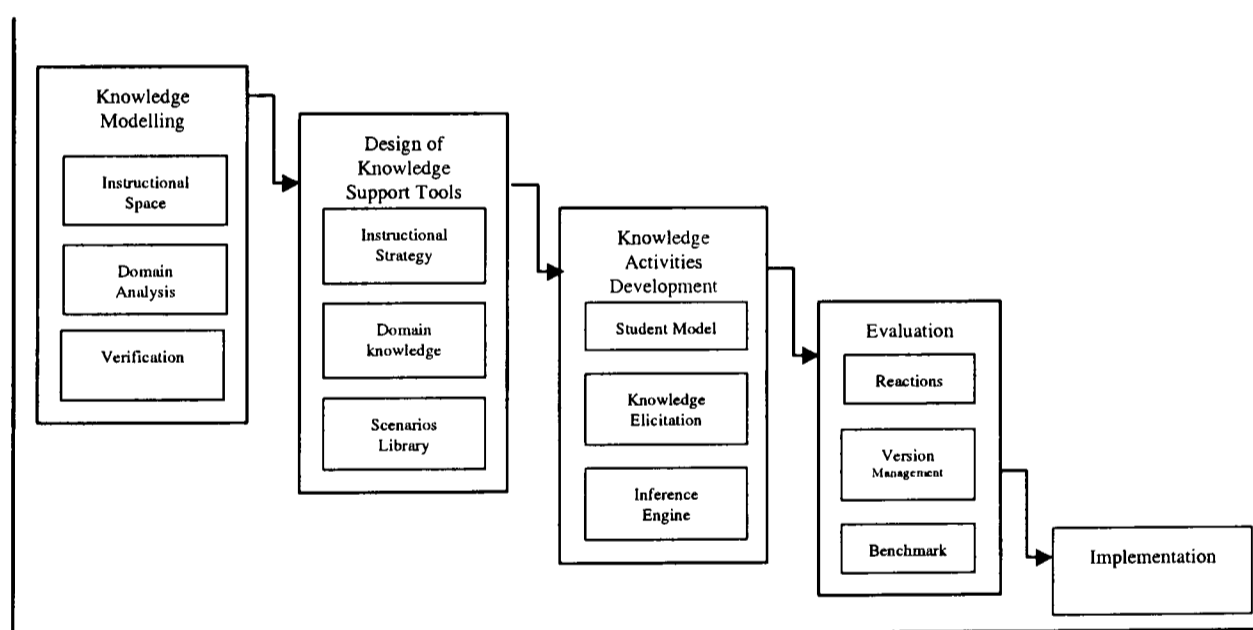 Knowledge
Modelling
Instructional
Space
Domain
Analysis
Verification
Design of
Knowledge
Support Tools
Instructional
Strategy
Domain
knowledge
Scenarios
Library
Knowledge
Activities
Development
Student Model
Knowledge
Elicitation
Inference
Engine
Evaluation
Reactions
Version
Management
Benchmark
Implementation